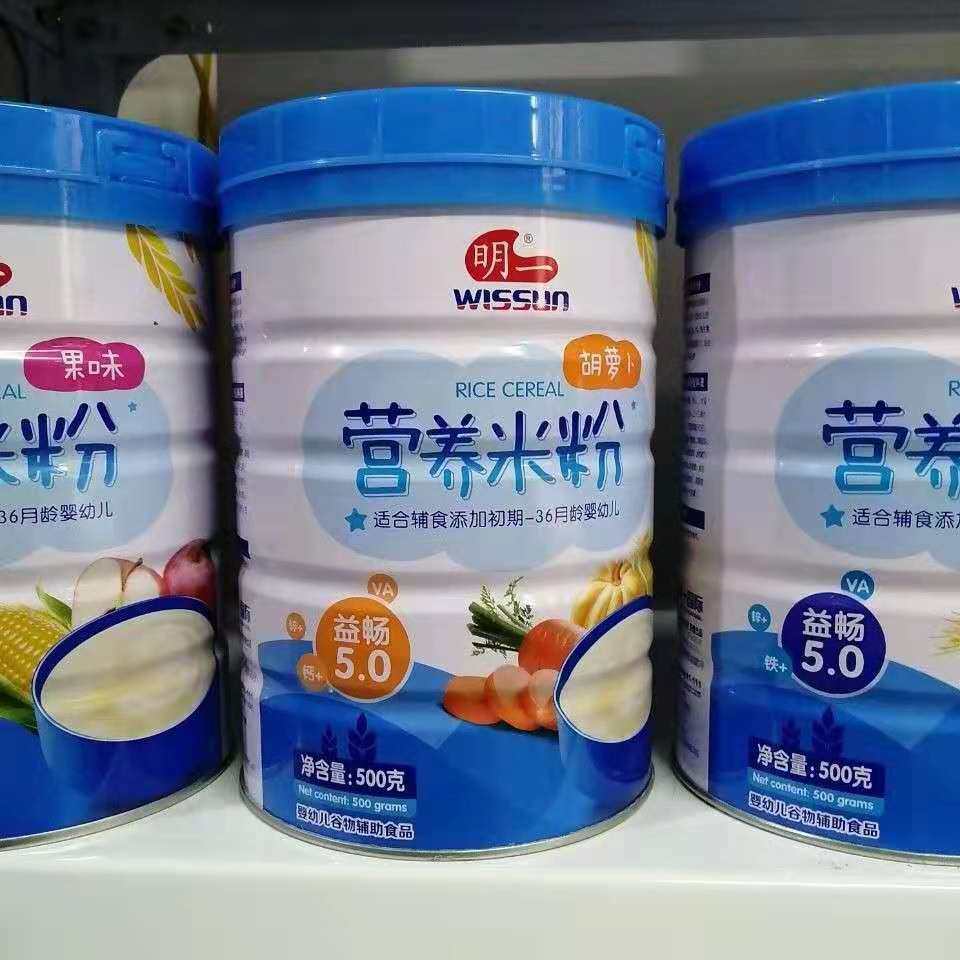 果味
米粉
36月龄婴幼儿
明一
WISSUN
胡萝卜
RICE CEREAL
营养米粉
适合辅食添加初期-36月龄婴幼儿
VA
锌+
钙+
益畅
5.0
净含量:500克
Net content: 500 grams
婴幼儿谷物辅助食品
营养
适合辅食添加
VA
锌+
铁+
益畅
5.0
净含量:500克
Net content: 500 grams
婴幼儿谷物辅助食品